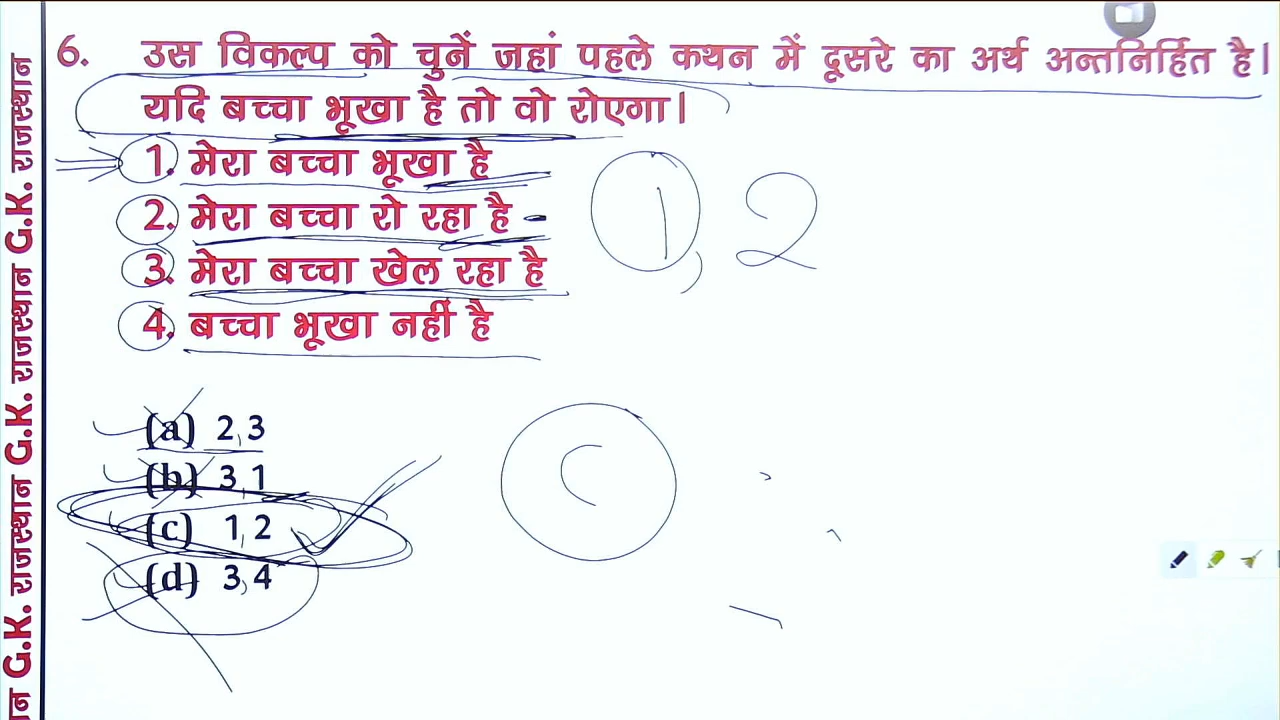 6. उस विकल्प को चुनें जहां पहले कथन में दूसरे का अर्थ अन्तनिर्हित है।
यदि बच्चा भूखा है तो वो रोएगा।
1. मेरा बच्चा भूखा है
2. मेरा बच्चा रो रहा है
3. मेरा बच्चा खेल रहा है
4. बच्चा भूखा नहीं है
1, 2
(a) 2,3
(b) 3,1
(c) 1,2
(d) 3,4
C
G.K. राजस्थान G.K. राजस्थान G.K. राजस्थान